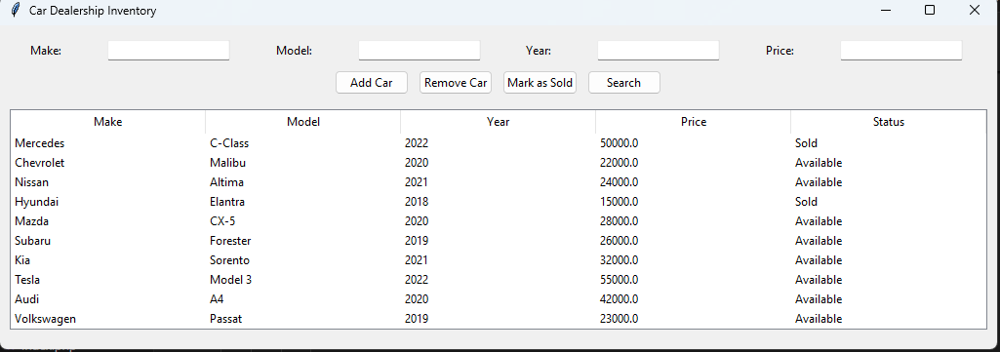 Car Dealership Inventory
Make: Model: Year: Price:
Add Car Remove Car Mark as Sold Search
Make Model Year Price Status
Mercedes C-Class 2022 50000.0 Sold
Chevrolet Malibu 2020 22000.0 Available
Nissan Altima 2021 24000.0 Available
Hyundai Elantra 2018 15000.0 Sold
Mazda CX-5 2020 28000.0 Available
Subaru Forester 2019 26000.0 Available
Kia Sorento 2021 32000.0 Available
Tesla Model 3 2022 55000.0 Available
Audi A4 2020 42000.0 Available
Volkswagen Passat 2019 23000.0 Available